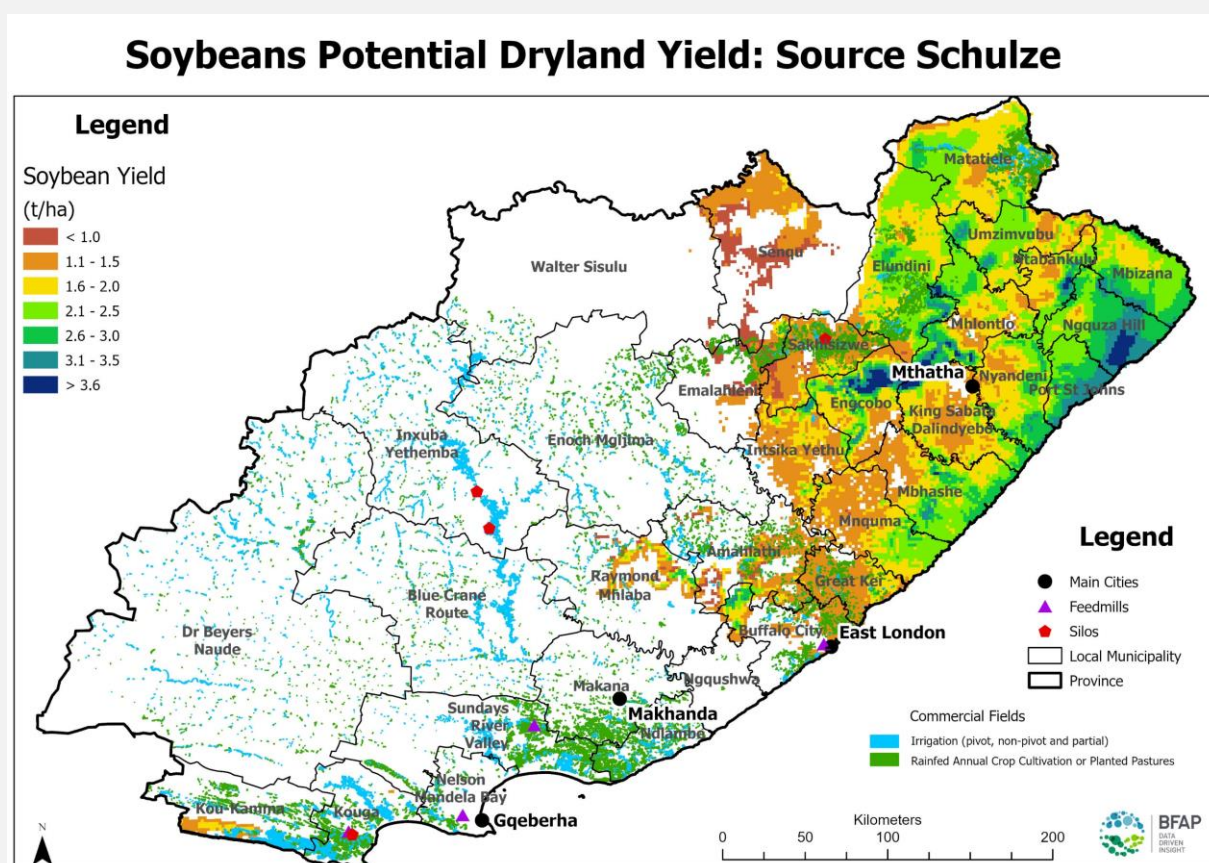 Soybeans Potential Dryland Yield: Source Schulze
Legend
Soybean Yield
(t/ha)
< 1.0
1.1 - 1.5
1.6 - 2.0
2.1 - 2.5
2.6 - 3.0
3.1 - 3.5
> 3.6
Matatiele
Umzimvubu
Ntabankulu
Mbizana
Senqu
Walter Sisulu
Elundini
Mhlontlo
Ngquza Hill
Sakhisizwe
Mthatha
Nyandeni
Port St Johns
Emalahleni
Engcobo
King Sabata
Dalindyebo
Inxuba
Yethemba
Enoch Mgijima
Intsika Yethu
Mbhashe
Mnquma
Amahlathi
Great Kei
Raymond
Mhlaba
Blue Crane
Route
Dr Beyers
Naude
Buffalo City
East London
Ngqushwa
Makana
Makhanda
Sundays
River
Valley
Ndlambe
Nelson
Mandela Bay
Kou-Kamma
Kouga
Gqeberha
Legend
Main Cities
Feedmills
Silos
Local Municipality
Province
Commercial Fields
Irrigation (pivot, non-pivot and partial)
Rainfed Annual Crop Cultivation or Planted Pastures
N
Kilometers
0 50 100 200
BFAP
DATA
DRIVEN
INSIGHT